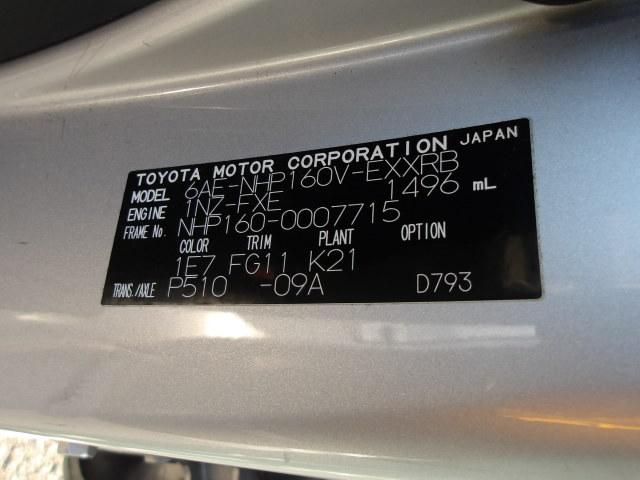 TOYOTA MOTOR CORPORATION JAPAN
MODEL 6AE-NHP160V-EXXRB
ENGINE 1NZ-FXE 1496 mL
FRAME No. NHP160-0007715
COLOR TRIM PLANT OPTION
1E7 FG11 K21
TRANS./AXLE P510 -09A D793